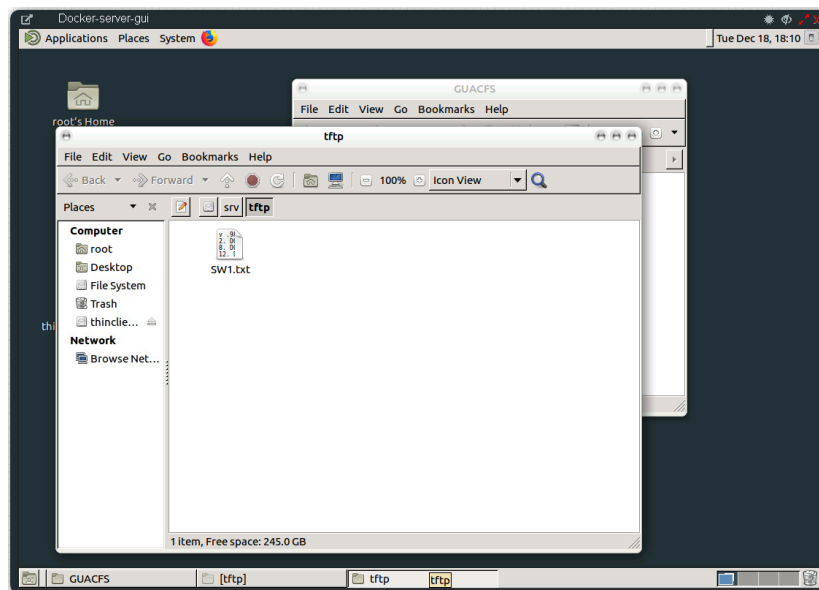 Docker-server-gui
Applications Places System
Tue Dec 18, 18:10
root's Home
GUACFS
File Edit View Go Bookmarks Help
tftp
File Edit View Go Bookmarks Help
Back Forward 100% Icon View
Places srv tftp
Computer
root
Desktop
File System
Trash
thinclie...
Network
Browse Net...
thi
SW1.txt
1 item, Free space: 245.0 GB
GUACFS [tftp] tftp tftp